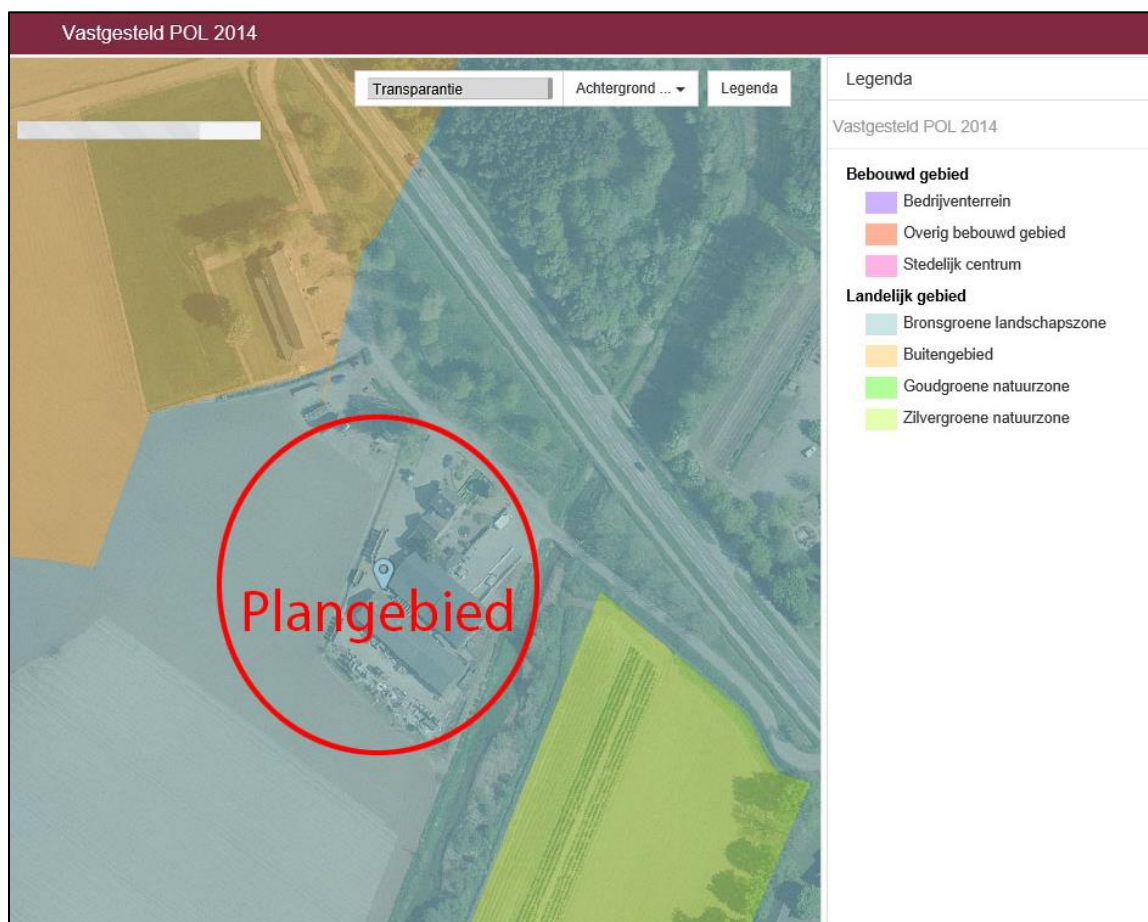 Vastgesteld POL 2014
Transparantie
Achtergrond ...
Legenda
Plangebied
Legenda
Vastgesteld POL 2014
Bebouwd gebied
Bedrijventerrein
Overig bebouwd gebied
Stedelijk centrum
Landelijk gebied
Bronsgroene landschapszone
Buitengebied
Goudgroene natuurzone
Zilvergroene natuurzone